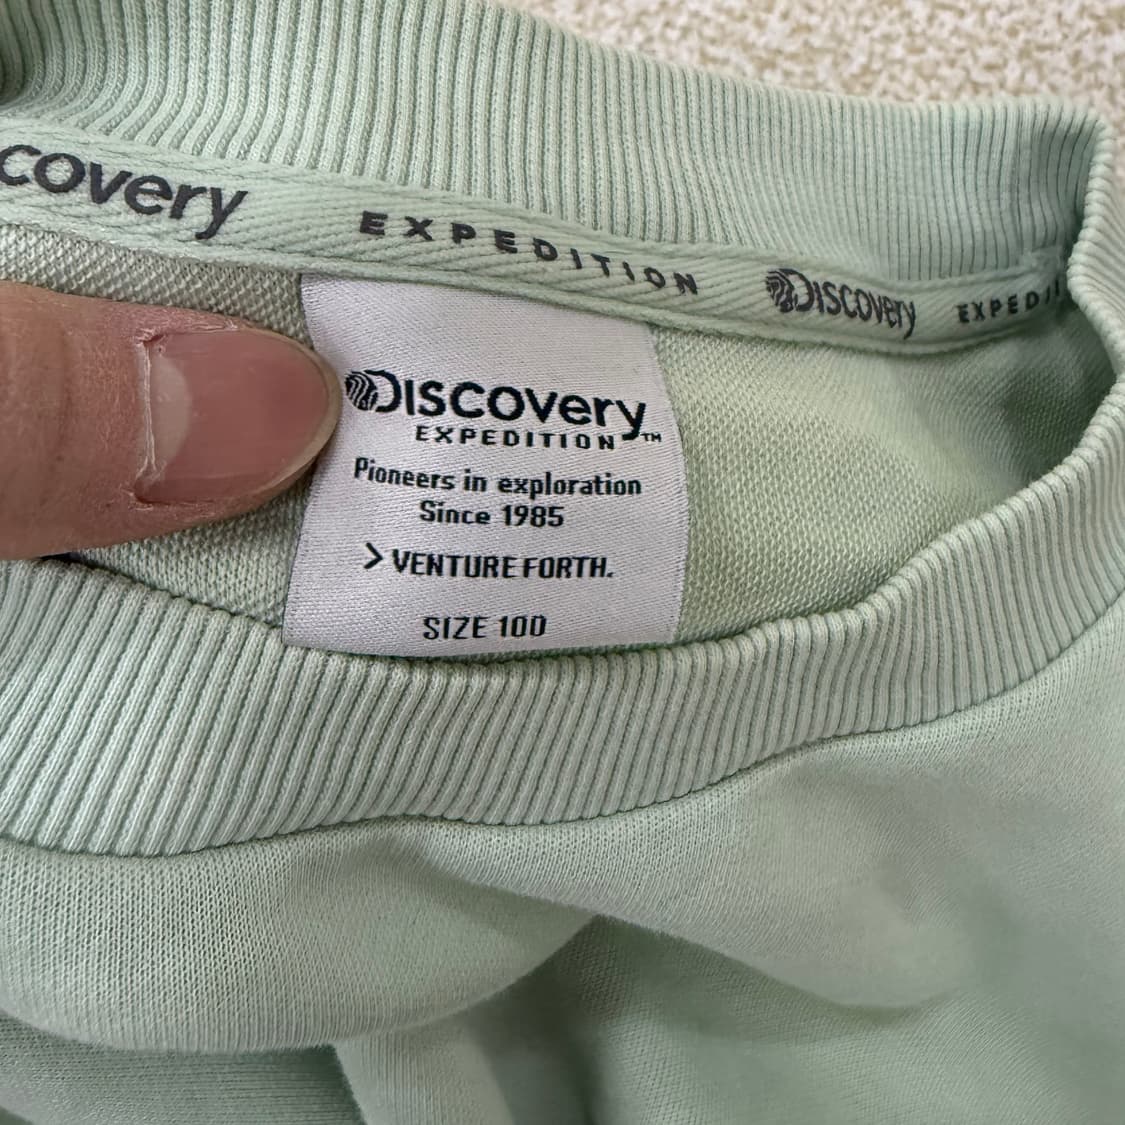 covery EXPEDITION DISCOvery EXPEDI
DISCOvery
EXPEDITION™
Pioneers in exploration
Since 1985
> VENTURE FORTH.
SIZE 100